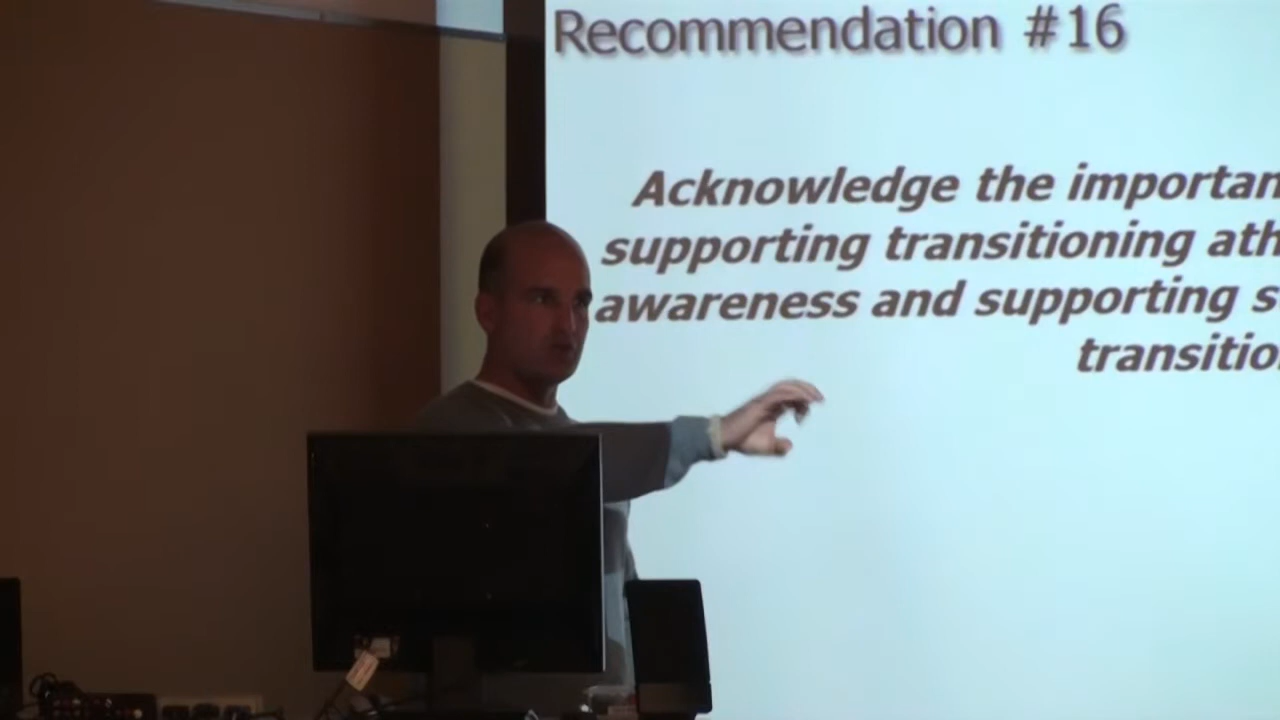 Recommendation #16
Acknowledge the importan
supporting transitioning ath
awareness and supporting s
transitio